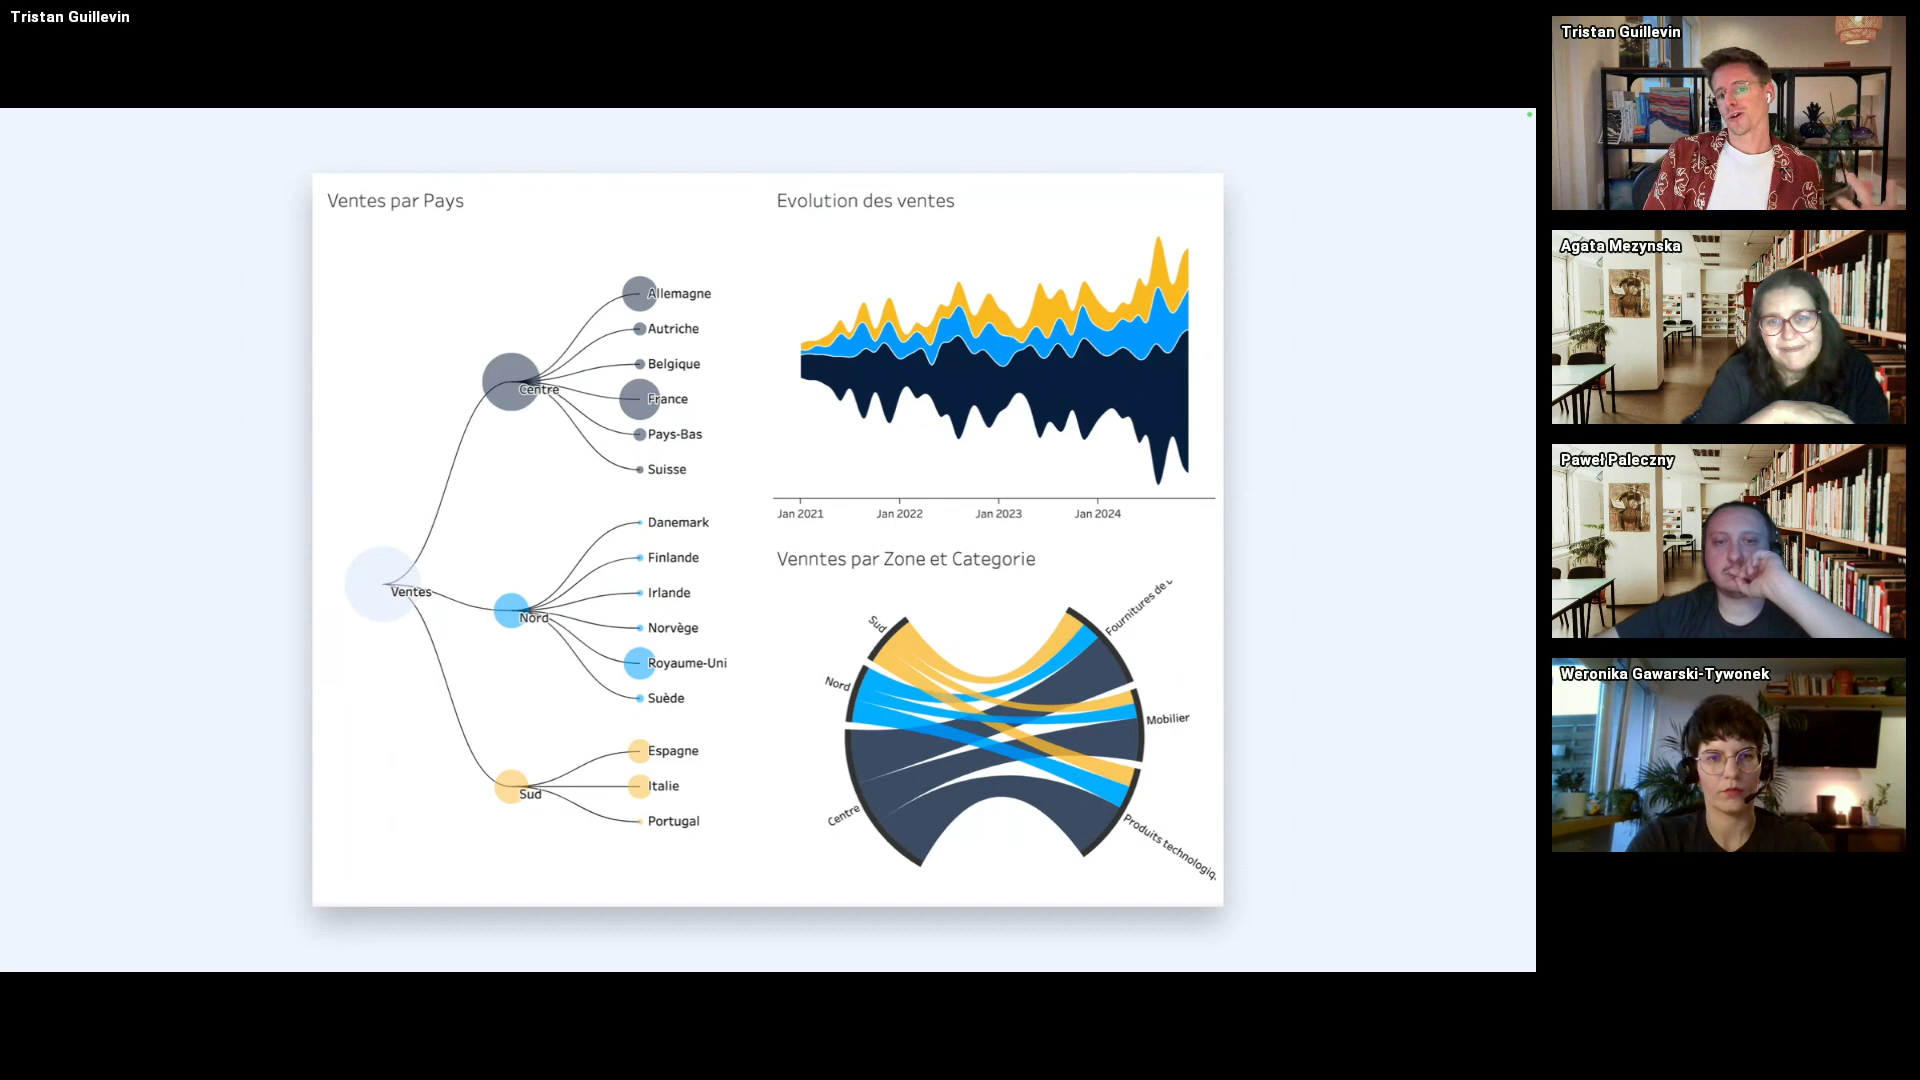 Tristan Guillevin
Ventes par Pays
Allemagne
Autriche
Belgique
Centre
France
Pays-Bas
Suisse
Danemark
Finlande
Ventes
Irlande
Nord
Norvège
Royaume-Uni
Suède
Espagne
Sud
Italie
Portugal
Evolution des ventes
Jan 2021
Jan 2022
Jan 2023
Jan 2024
Venntes par Zone et Categorie
Sud
Nord
Centre
Fournitures de
Mobilier
Produits technologiq.
Tristan Guillevin
Agata Mezynska
Paweł Paleczny
Weronika Gawarski-Tywonek